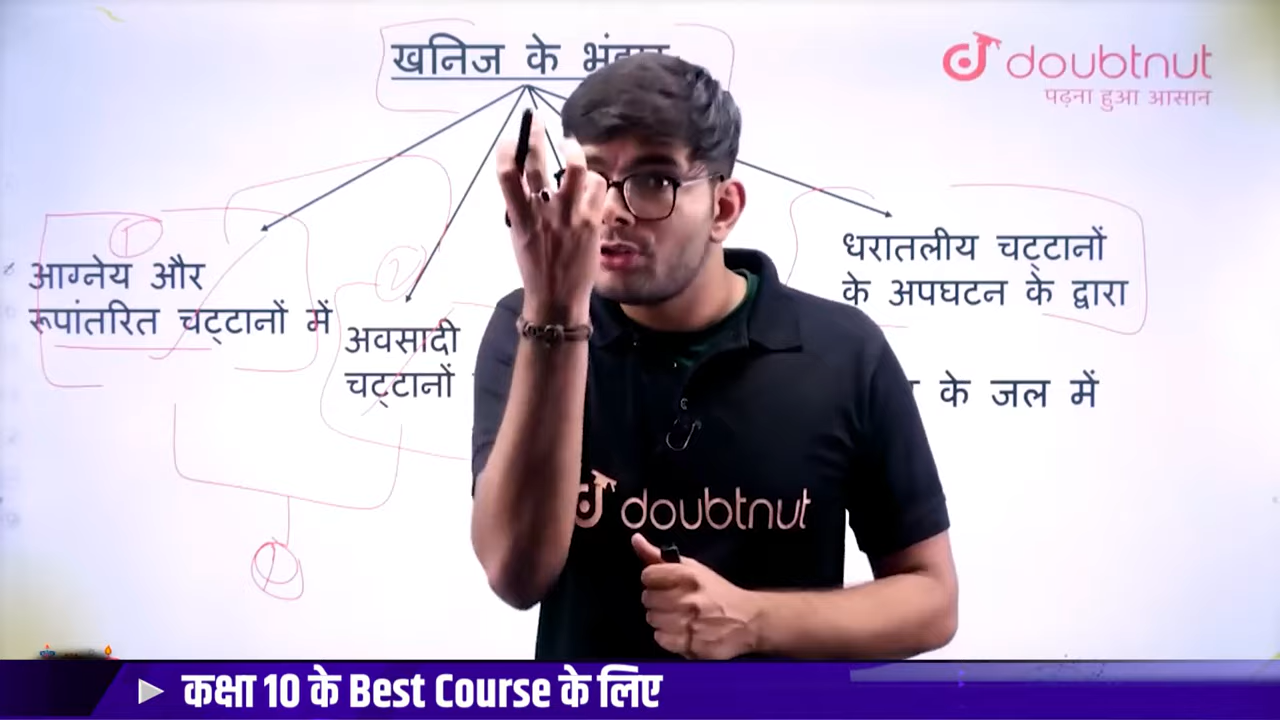 खनिज के
doubtnut
पढ़ना हुआ आसान
आग्नेय और
रूपांतरित चट्टानों में
अवसादी
चट्टानों
धरातलीय चट्टानों
के अपघटन के द्वारा
के जल में
doubtnut
कक्षा 10 के Best Course के लिए